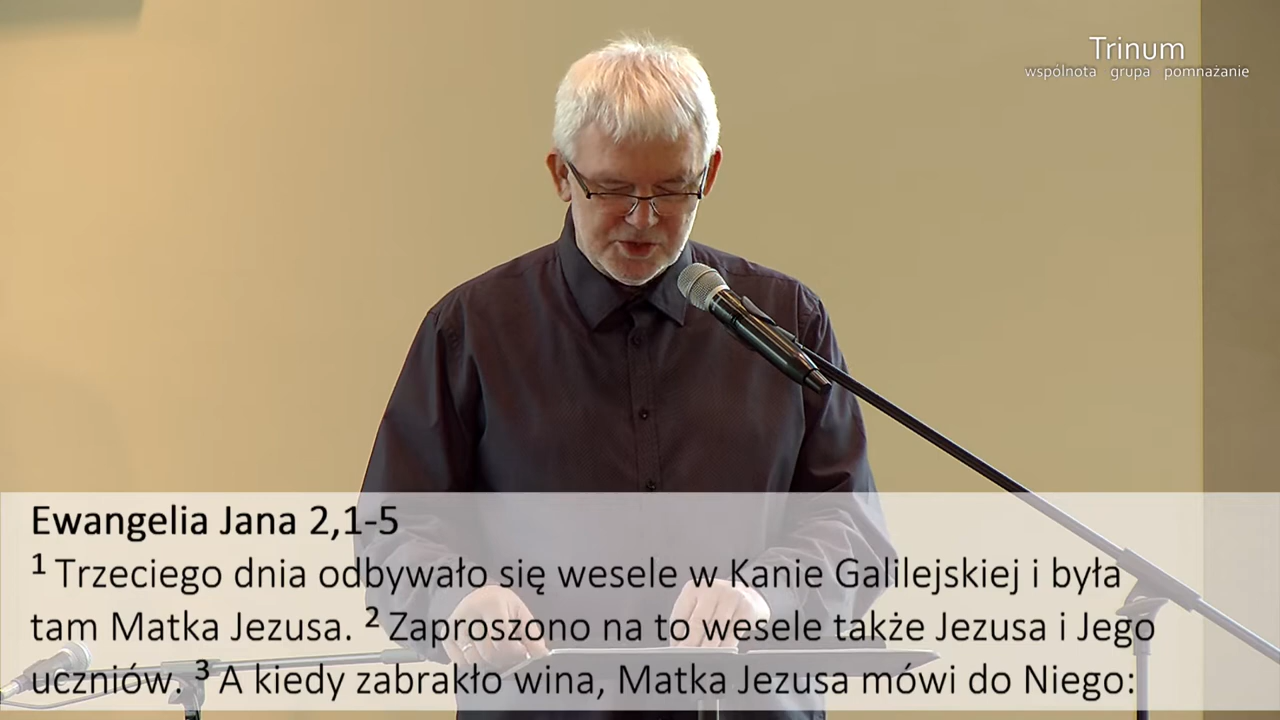 Trinum
wspólnota grupa pomnażanie
Ewangelia Jana 2,1-5
¹ Trzeciego dnia odbywało się wesele w Kanie Galilejskiej i była
tam Matka Jezusa. ² Zaproszono na to wesele także Jezusa i Jego
uczniów. ³ A kiedy zabrakło wina, Matka Jezusa mówi do Niego: